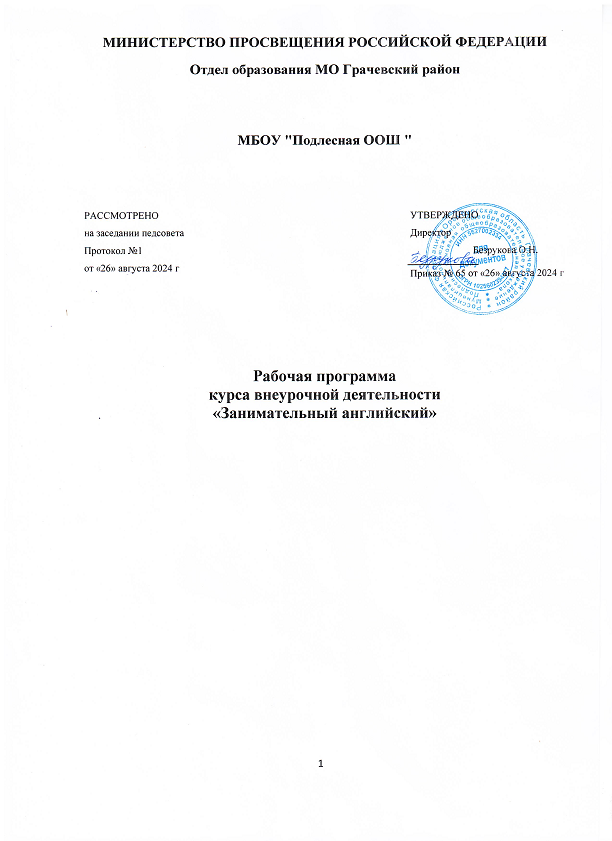 МИНИСТЕРСТВО ПРОСВЕЩЕНИЯ РОССИЙСКОЙ ФЕДЕРАЦИИ
Отдел образования МО Грачевский район
МБОУ "Подлесная ООШ "
РАССМОТРЕНО
на заседании педсовета
Протокол №1
от «26» августа 2024 г
УТВЕРЖДЕНО
Директор
Безрукова О.Н.
Приказ № 65 от «26» августа 2024 г
документов
Рабочая программа
курса внеурочной деятельности
«Занимательный английский»
1